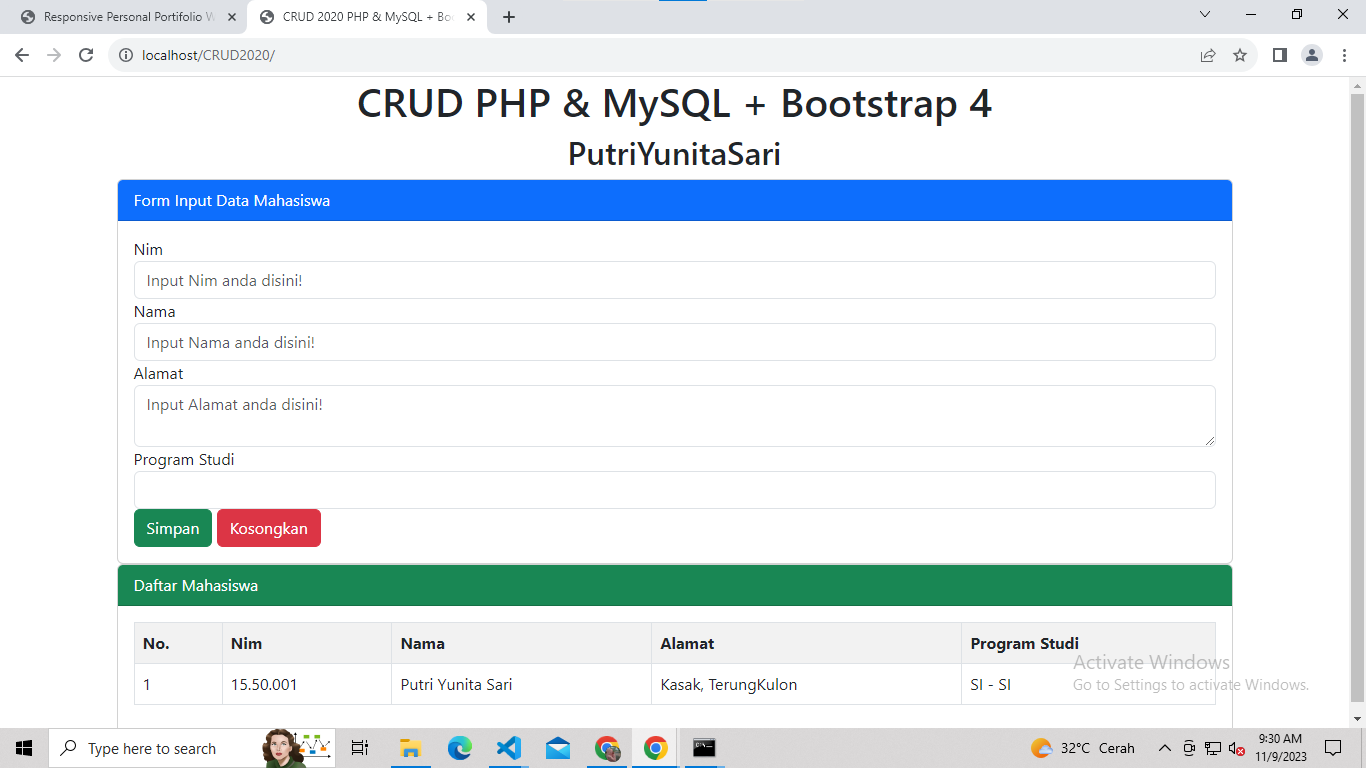 Responsive Personal Portifolio W
CRUD 2020 PHP & MySQL + Bo
localhost/CRUD2020/
CRUD PHP & MySQL + Bootstrap 4
PutriYunitaSari
Form Input Data Mahasiswa
Nim
Input Nim anda disini!
Nama
Input Nama anda disini!
Alamat
Input Alamat anda disini!
Program Studi
Simpan Kosongkan
Daftar Mahasiswa
No. Nim Nama Alamat Program Studi
1 15.50.001 Putri Yunita Sari Kasak, TerungKulon SI - SI
Activate Windows
Go to Settings to activate Windows.
Type here to search
32°C Cerah
9:30 AM
11/9/2023